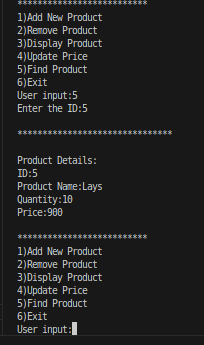 **************************
1)Add New Product
2)Remove Product
3)Display Product
4)Update Price
5)Find Product
6)Exit
User input:5
Enter the ID:5
*******************************
Product Details:
ID:5
Product Name:Lays
Quantity:10
Price:900
**************************
1)Add New Product
2)Remove Product
3)Display Product
4)Update Price
5)Find Product
6)Exit
User input: